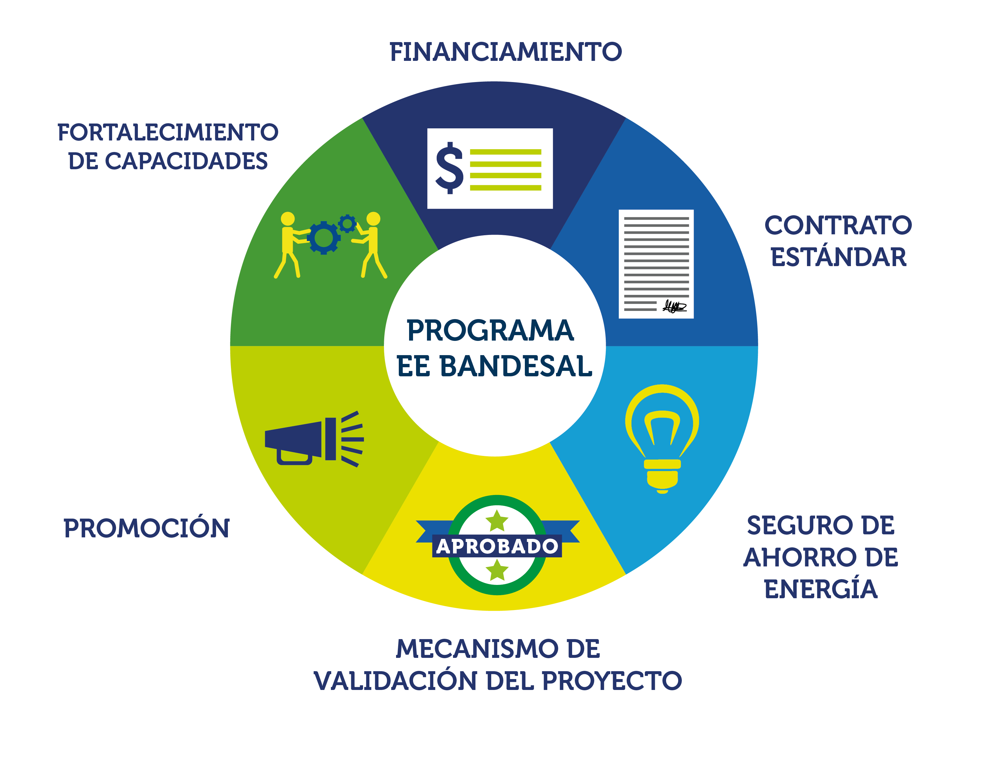 FINANCIAMIENTO
FORTALECIMIENTO
DE CAPACIDADES
$
CONTRATO
ESTÁNDAR
PROGRAMA
EE BANDESAL
PROMOCIÓN
SEGURO DE
AHORRO DE
ENERGÍA
APROBADO
MECANISMO DE
VALIDACIÓN DEL PROYECTO